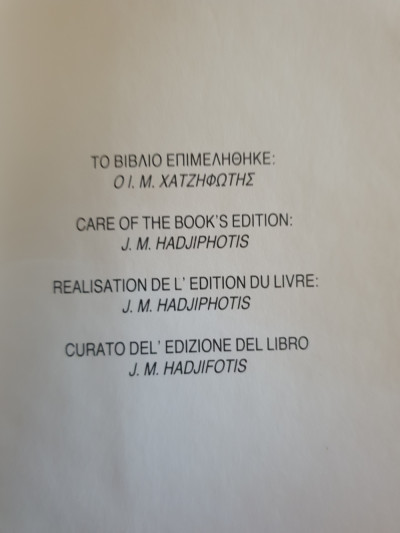 ΤΟ ΒΙΒΛΙΟ ΕΠΙΜΕΛΗΘΗΚΕ:
Ο Ι. Μ. ΧΑΤΖΗΦΩΤΗΣ
CARE OF THE BOOK'S EDITION:
J. M. HADJIPHOTIS
REALISATION DE L' EDITION DU LIVRE:
J. M. HADJIPHOTIS
CURATO DEL' EDIZIONE DEL LIBRO
J. M. HADJIFOTIS